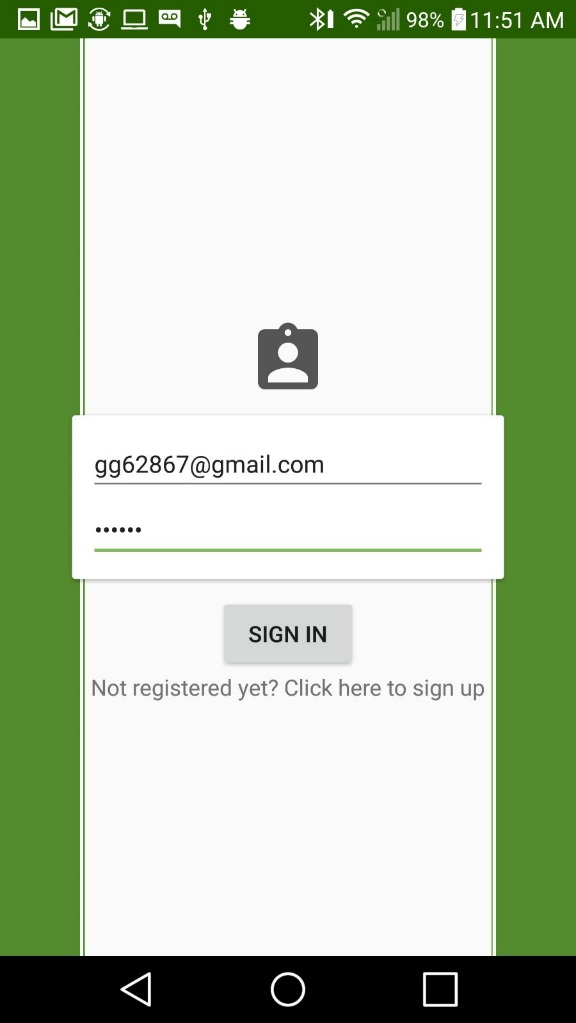 98% 11:51 AM
gg62867@gmail.com
••••••
SIGN IN
Not registered yet? Click here to sign up